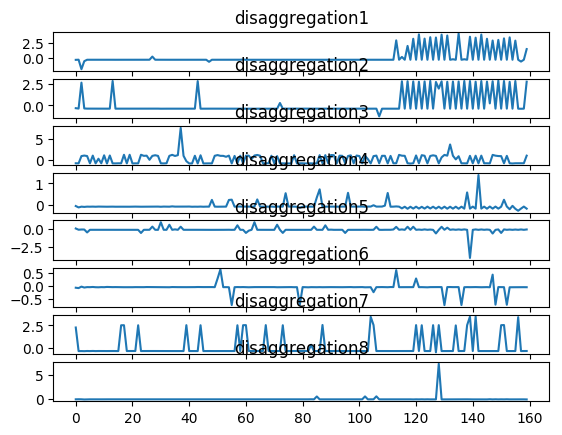 disaggregation1
2.5
0.0
disaggregation2
2.5
0.0
disaggregation3
5
0
disaggregation4
1
0
disaggregation5
0.0
−2.5
disaggregation6
0.5
0.0
−0.5
disaggregation7
2.5
0.0
disaggregation8
5
0
0 20 40 60 80 100 120 140 160